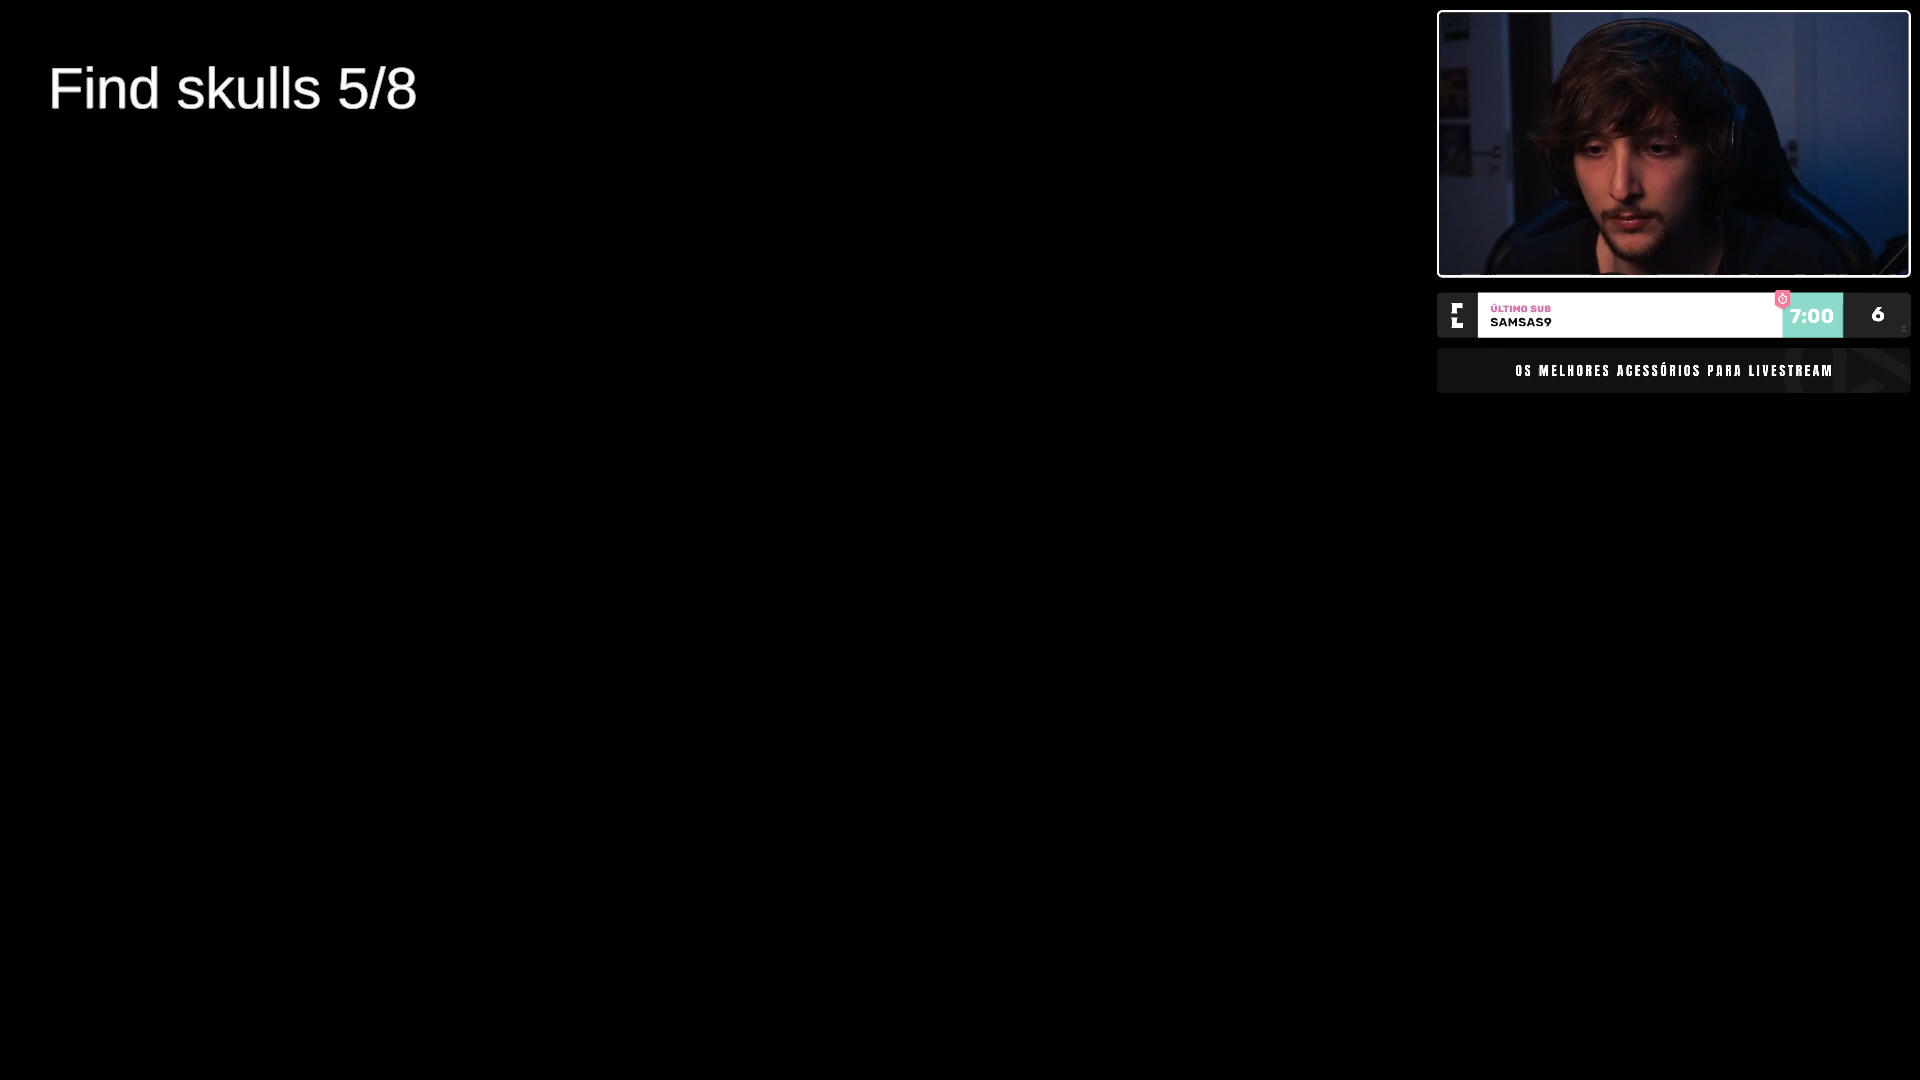 Find skulls 5/8
ÚLTIMO SUB
SAMSAS9
7:00
6
OS MELHORES ACESSÓRIOS PARA LIVESTREAM